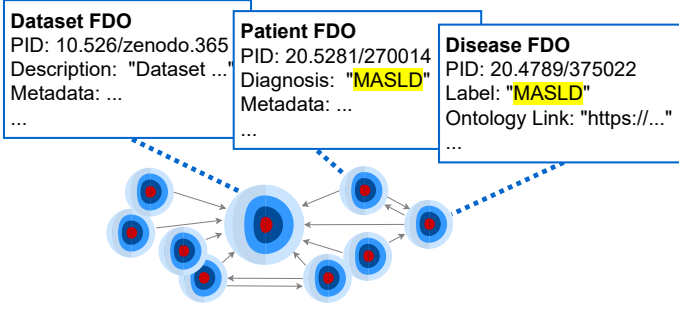 Dataset FDO
PID: 10.526/zenodo.365
Description: "Dataset ..."
Metadata: ...
...
Patient FDO
PID: 20.5281/270014
Diagnosis: "MASLD"
Metadata: ...
...
Disease FDO
PID: 20.4789/375022
Label: "MASLD"
Ontology Link: "https://..."
...